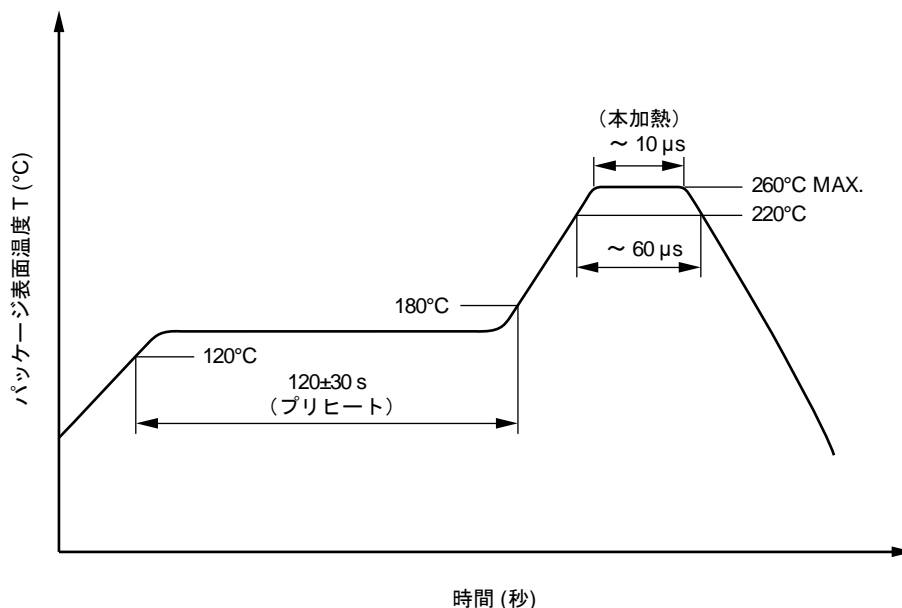 パッケージ表面温度 T (°C)
（本加熱）
～ 10 µs
260°C MAX.
220°C
～ 60 µs
180°C
120°C
120±30 s
（プリヒート）
時間 (秒)